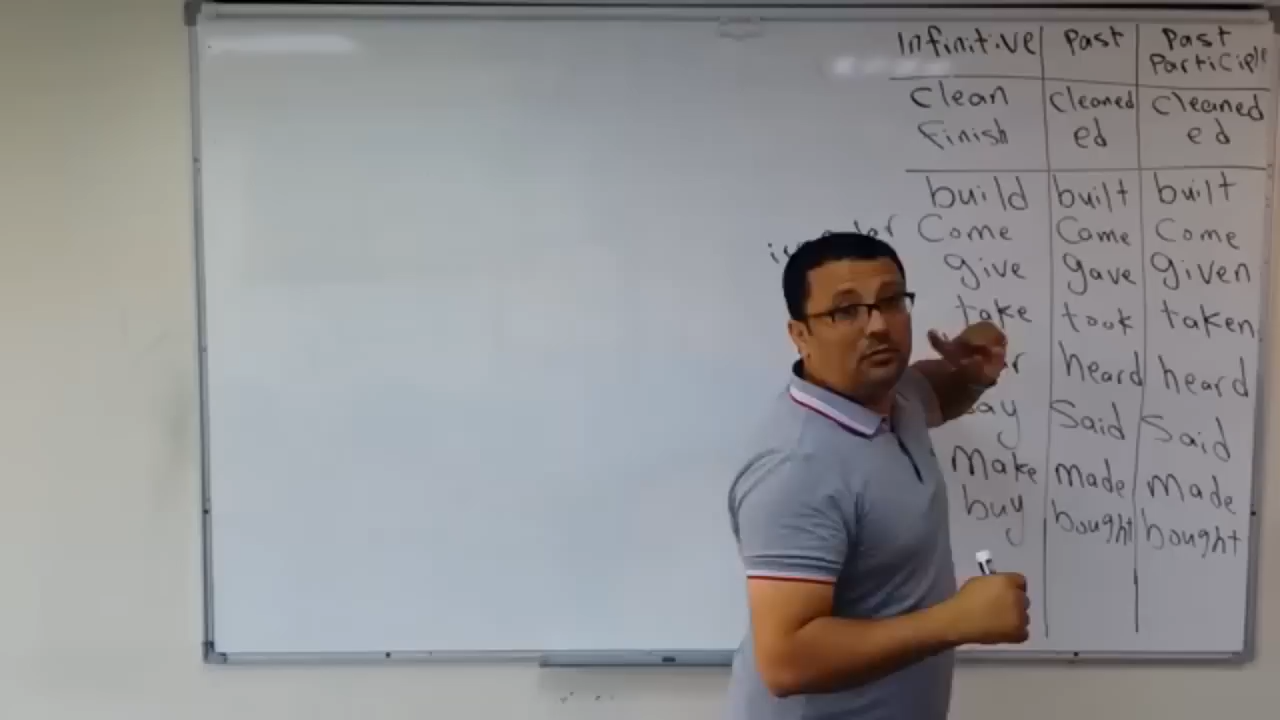 Infinitive Past Past Participle
clean cleaned cleaned
finish ed ed
build built built
Come Came Come
give gave given
take took taken
heard heard
Said Said
Make Made Made
buy bought bought